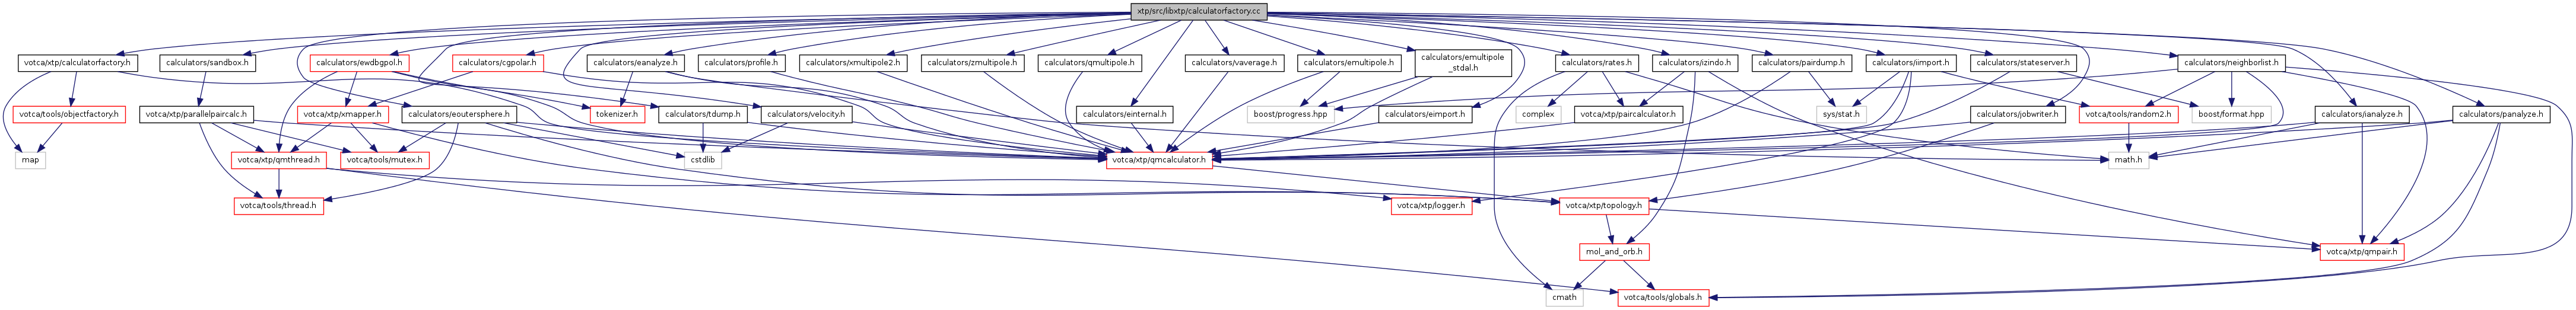 xtp/src/libxtp/calculatorfactory.cc
votca/xtp/calculatorfactory.h
calculators/sandbox.h
calculators/ewdbgpol.h
calculators/cgpolar.h
calculators/eanalyze.h
calculators/profile.h
calculators/xmultipole2.h
calculators/zmultipole.h
calculators/qmultipole.h
calculators/vaverage.h
calculators/emultipole.h
calculators/emultipole
_stdal.h
calculators/rates.h
calculators/izindo.h
calculators/pairdump.h
calculators/iimport.h
calculators/stateserver.h
calculators/neighborlist.h
votca/tools/objectfactory.h
votca/xtp/parallelpaircalc.h
votca/xtp/xmapper.h
calculators/eoutersphere.h
tokenizer.h
calculators/tdump.h
calculators/velocity.h
calculators/einternal.h
boost/progress.hpp
calculators/eimport.h
complex
votca/xtp/paircalculator.h
sys/stat.h
calculators/jobwriter.h
votca/tools/random2.h
boost/format.hpp
calculators/ianalyze.h
calculators/panalyze.h
map
votca/xtp/qmthread.h
votca/tools/mutex.h
cstdlib
votca/xtp/qmcalculator.h
math.h
votca/tools/thread.h
votca/xtp/logger.h
votca/xtp/topology.h
mol_and_orb.h
votca/xtp/qmpair.h
cmath
votca/tools/globals.h